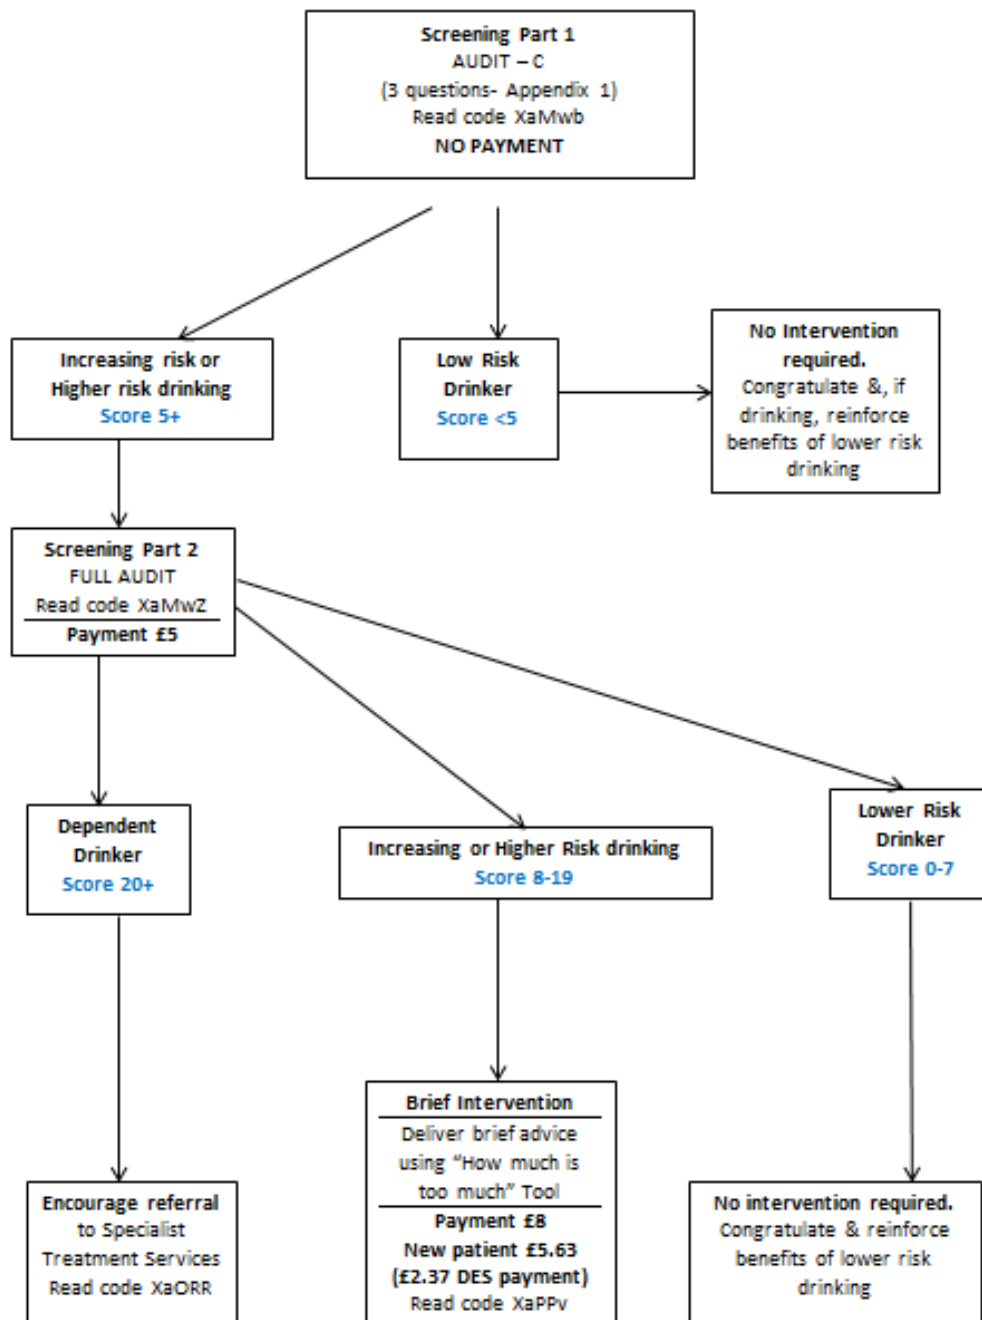 Screening Part 1
AUDIT – C
(3 questions- Appendix 1)
Read code XaMwb
NO PAYMENT
Increasing risk or
Higher risk drinking
Score 5+
Low Risk
Drinker
Score <5
No Intervention
required.
Congratulate &, if
drinking, reinforce
benefits of lower risk
drinking
Screening Part 2
FULL AUDIT
Read code XaMwZ
Payment £5
Dependent
Drinker
Score 20+
Increasing or Higher Risk drinking
Score 8-19
Lower Risk
Drinker
Score 0-7
Encourage referral
to Specialist
Treatment Services
Read code XaORR
Brief Intervention
Deliver brief advice
using “How much is
too much” Tool
Payment £8
New patient £5.63
(£2.37 DES payment)
Read code XaPPv
No intervention required.
Congratulate & reinforce
benefits of lower risk
drinking